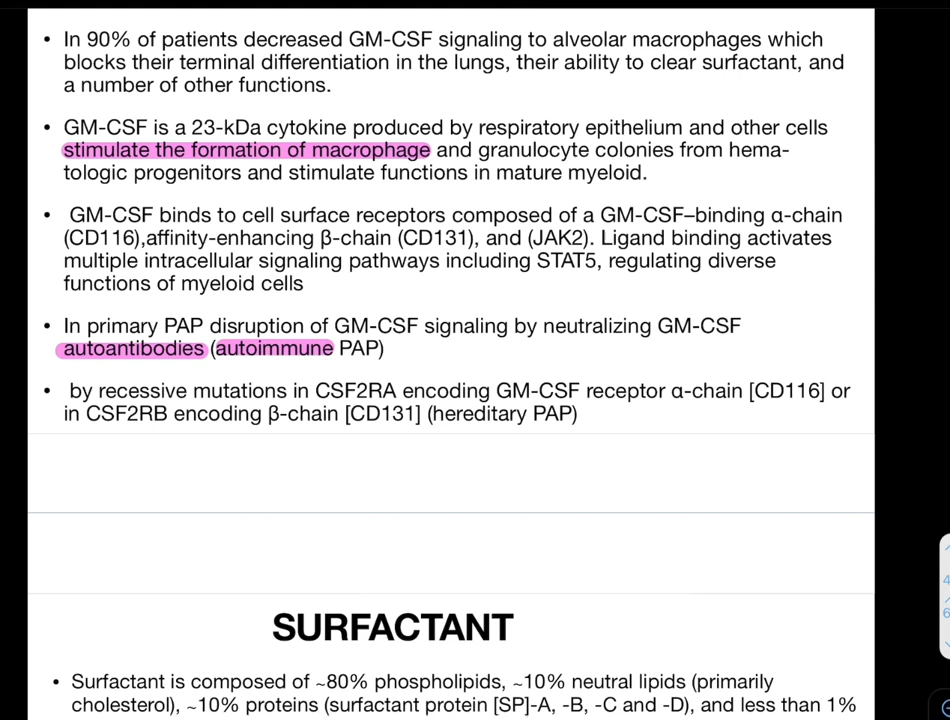 • In 90% of patients decreased GM-CSF signaling to alveolar macrophages which
blocks their terminal differentiation in the lungs, their ability to clear surfactant, and
a number of other functions.
• GM-CSF is a 23-kDa cytokine produced by respiratory epithelium and other cells
stimulate the formation of macrophage and granulocyte colonies from hema-
tologic progenitors and stimulate functions in mature myeloid.
• GM-CSF binds to cell surface receptors composed of a GM-CSF–binding α-chain
(CD116),affinity-enhancing β-chain (CD131), and (JAK2). Ligand binding activates
multiple intracellular signaling pathways including STAT5, regulating diverse
functions of myeloid cells
• In primary PAP disruption of GM-CSF signaling by neutralizing GM-CSF
autoantibodies (autoimmune PAP)
• by recessive mutations in CSF2RA encoding GM-CSF receptor α-chain [CD116] or
in CSF2RB encoding β-chain [CD131] (hereditary PAP)
SURFACTANT
• Surfactant is composed of ~80% phospholipids, ~10% neutral lipids (primarily
cholesterol), ~10% proteins (surfactant protein [SP]-A, -B, -C and -D), and less than 1%
4
6